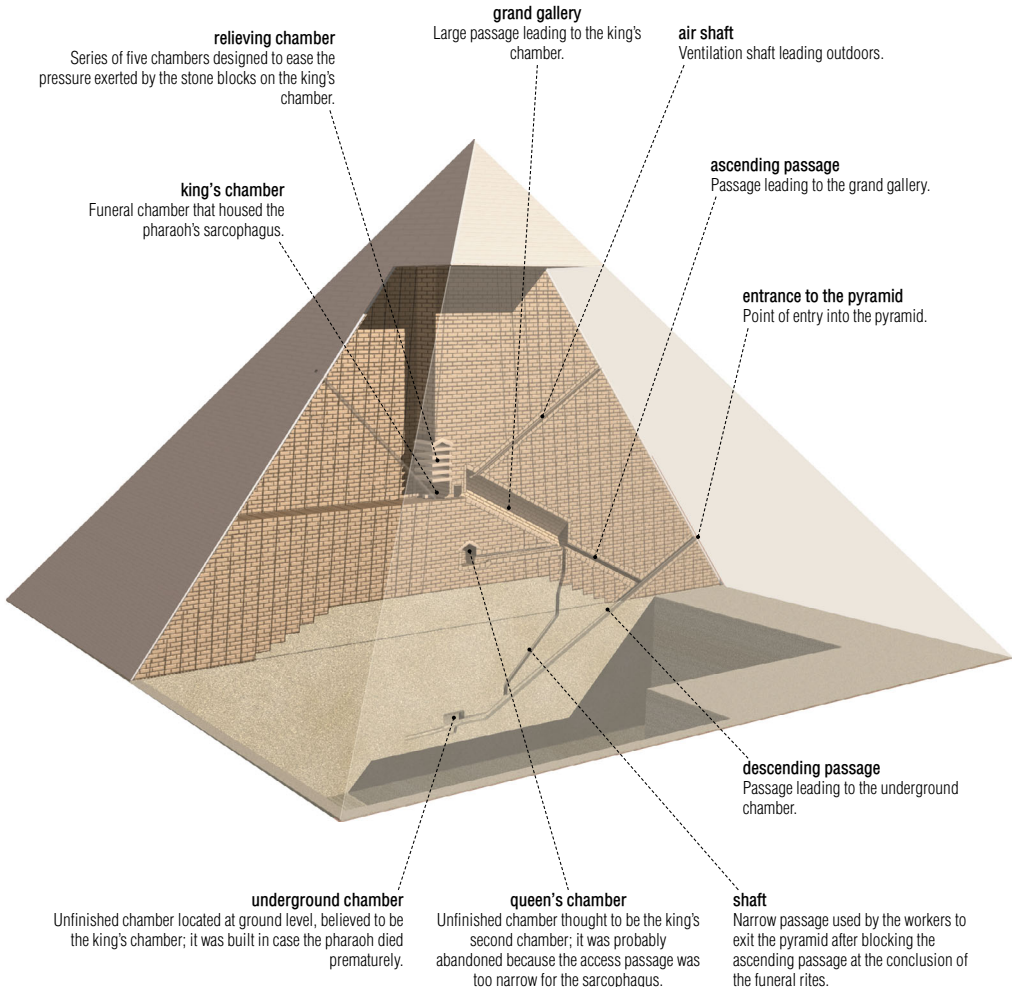 grand gallery
Large passage leading to the king's
chamber.
relieving chamber
Series of five chambers designed to ease the
pressure exerted by the stone blocks on the king's
chamber.
air shaft
Ventilation shaft leading outdoors.
ascending passage
Passage leading to the grand gallery.
king's chamber
Funeral chamber that housed the
pharaoh's sarcophagus.
entrance to the pyramid
Point of entry into the pyramid.
descending passage
Passage leading to the underground
chamber.
underground chamber
Unfinished chamber located at ground level, believed to be
the king's chamber; it was built in case the pharaoh died
prematurely.
queen's chamber
Unfinished chamber thought to be the king's
second chamber; it was probably
abandoned because the access passage was
too narrow for the sarcophagus.
shaft
Narrow passage used by the workers to
exit the pyramid after blocking the
ascending passage at the conclusion of
the funeral rites.